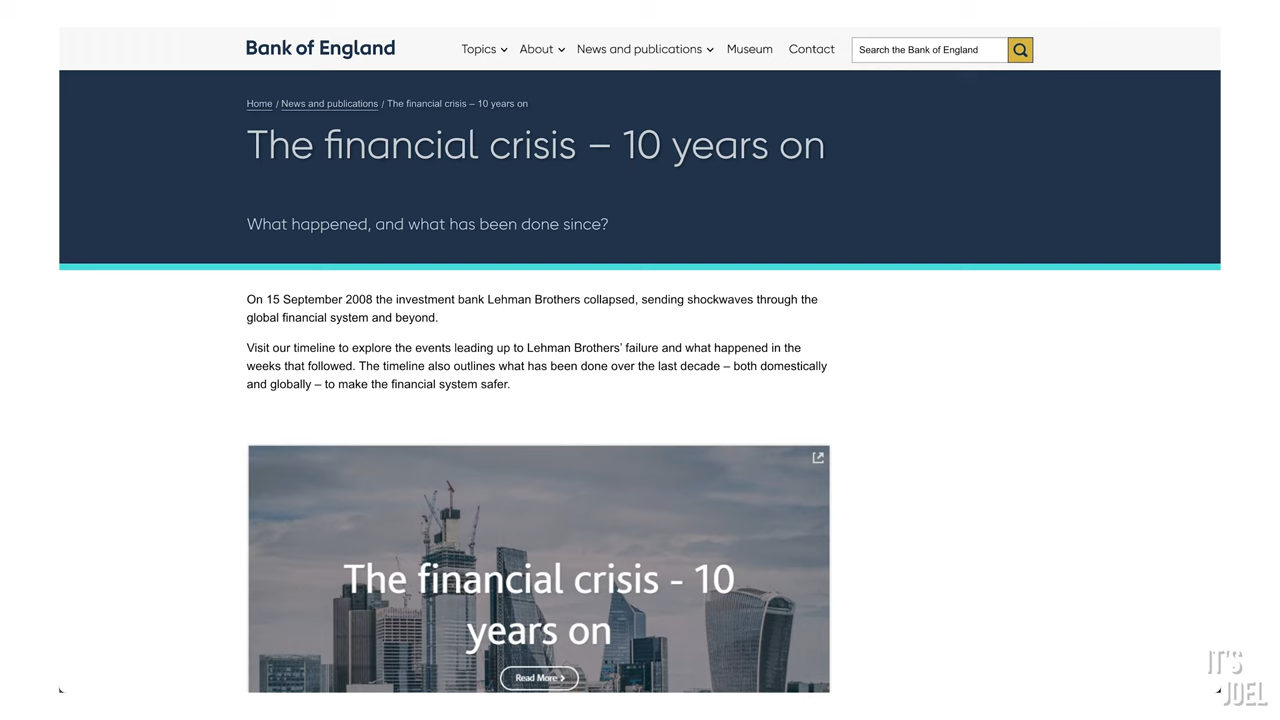 Bank of England
Topics
About
News and publications
Museum
Contact
Search the Bank of England
Home / News and publications / The financial crisis – 10 years on
The financial crisis – 10 years on
What happened, and what has been done since?
On 15 September 2008 the investment bank Lehman Brothers collapsed, sending shockwaves through the
global financial system and beyond.
Visit our timeline to explore the events leading up to Lehman Brothers’ failure and what happened in the
weeks that followed. The timeline also outlines what has been done over the last decade – both domestically
and globally – to make the financial system safer.
The financial crisis - 10
years on
Read More
IT'S
JOEL